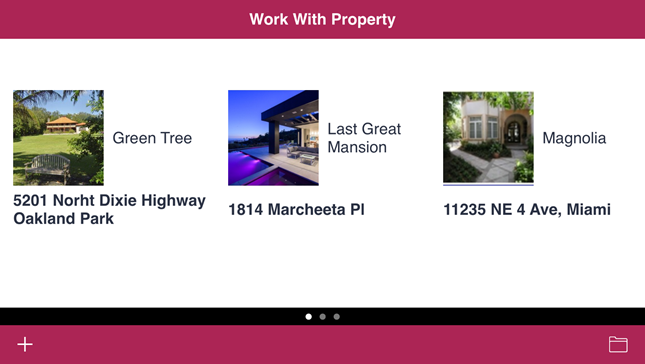 Work With Property
Green Tree
5201 Norht Dixie Highway
Oakland Park
Last Great
Mansion
1814 Marcheeta Pl
Magnolia
11235 NE 4 Ave, Miami